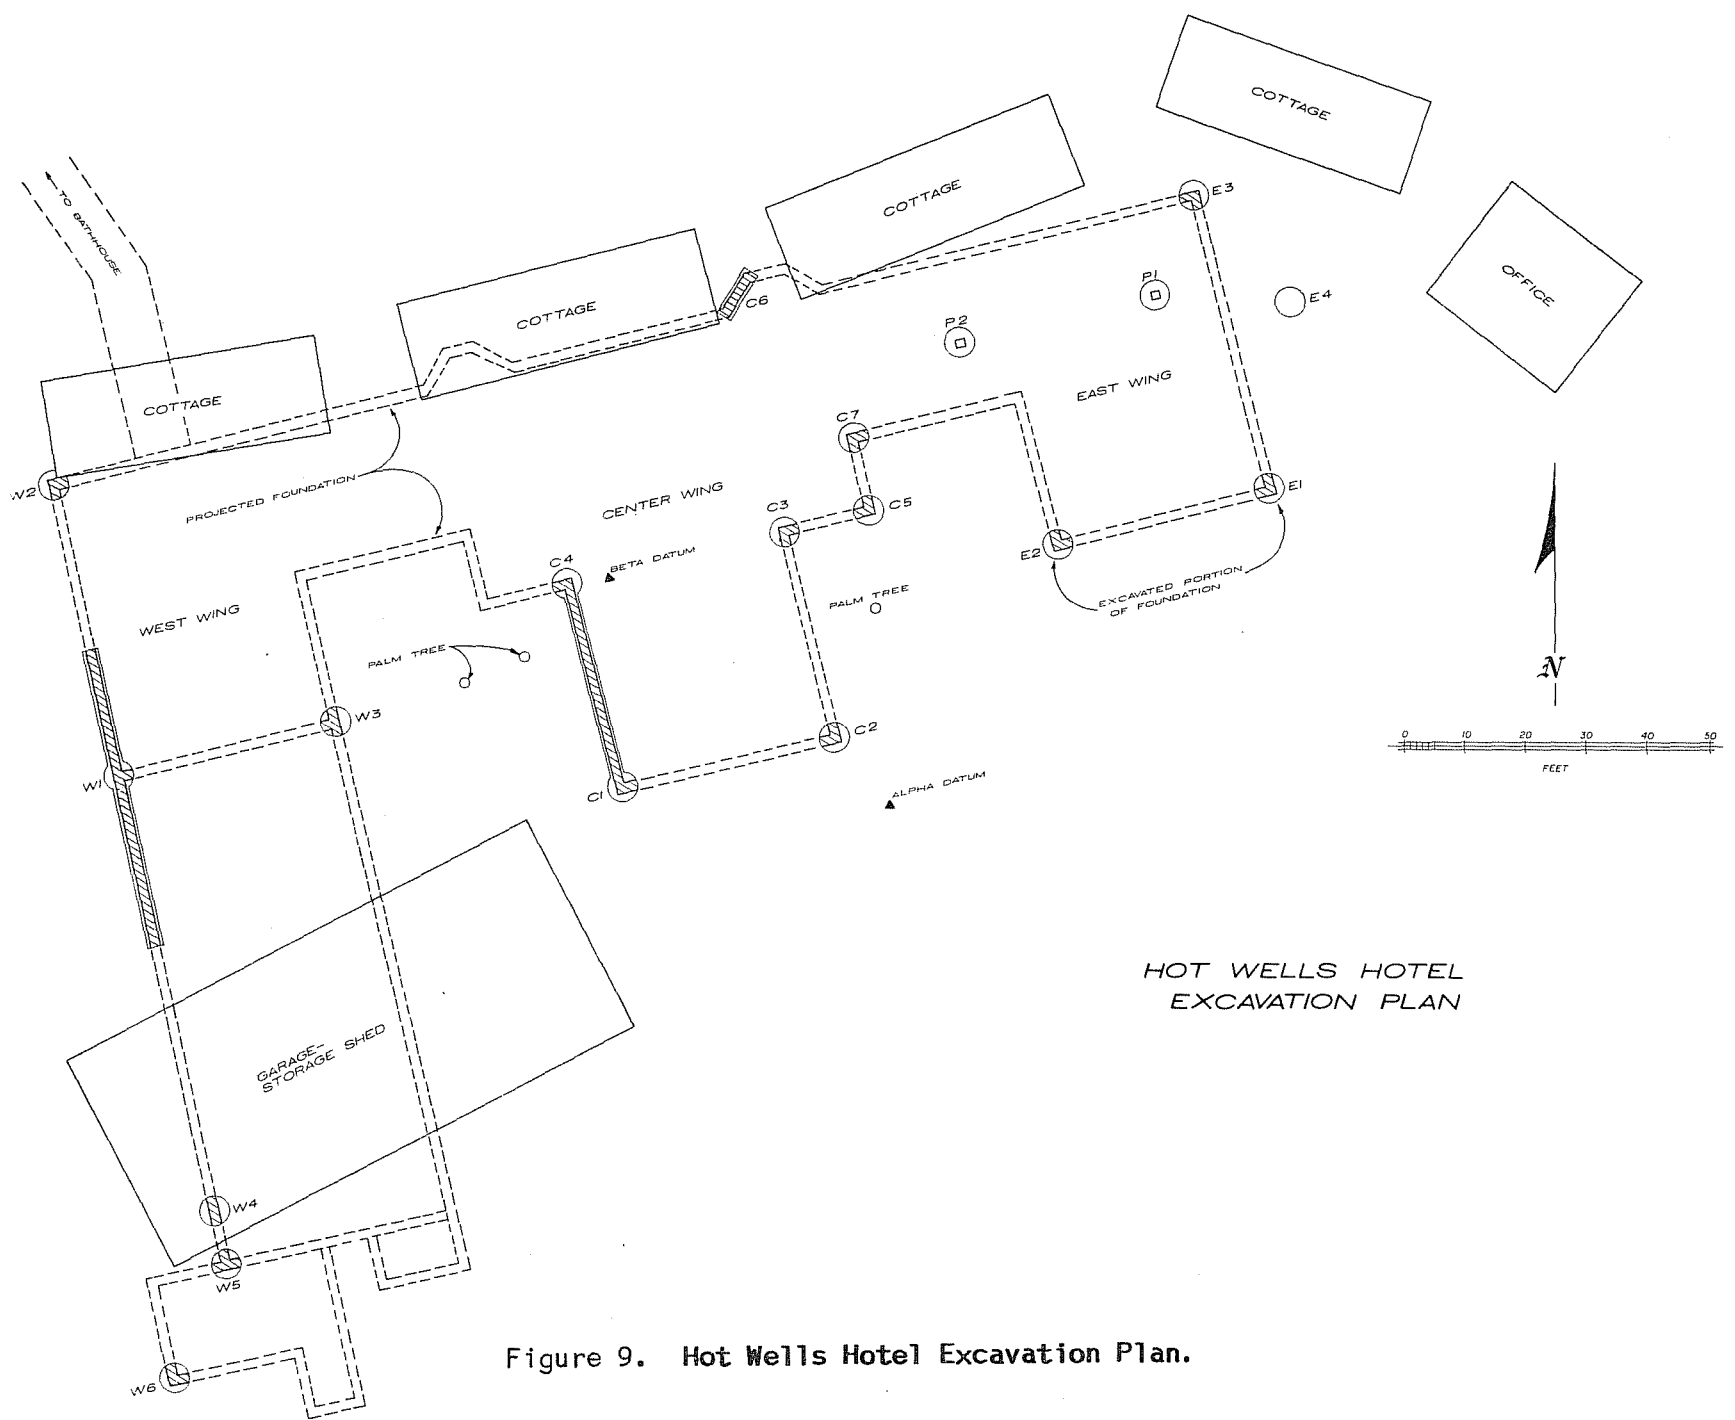 COTTAGE
E3
TO BATHHOUSE
COTTAGE
OFFICE
P1
E4
C6
COTTAGE
P2
EAST WING
COTTAGE
C7
W2
PROJECTED FOUNDATION
CENTER WING
C3
C5
E1
E2
C4
BETA DATUM
EXCAVATED PORTION
OF FOUNDATION
PALM TREE
WEST WING
PALM TREE
N
W3
C2
0 10 20 30 40 50
FEET
W1
C1
ALPHA DATUM
HOT WELLS HOTEL
EXCAVATION PLAN
GARAGE-
STORAGE SHED
W4
W5
W6
Figure 9. Hot Wells Hotel Excavation Plan.